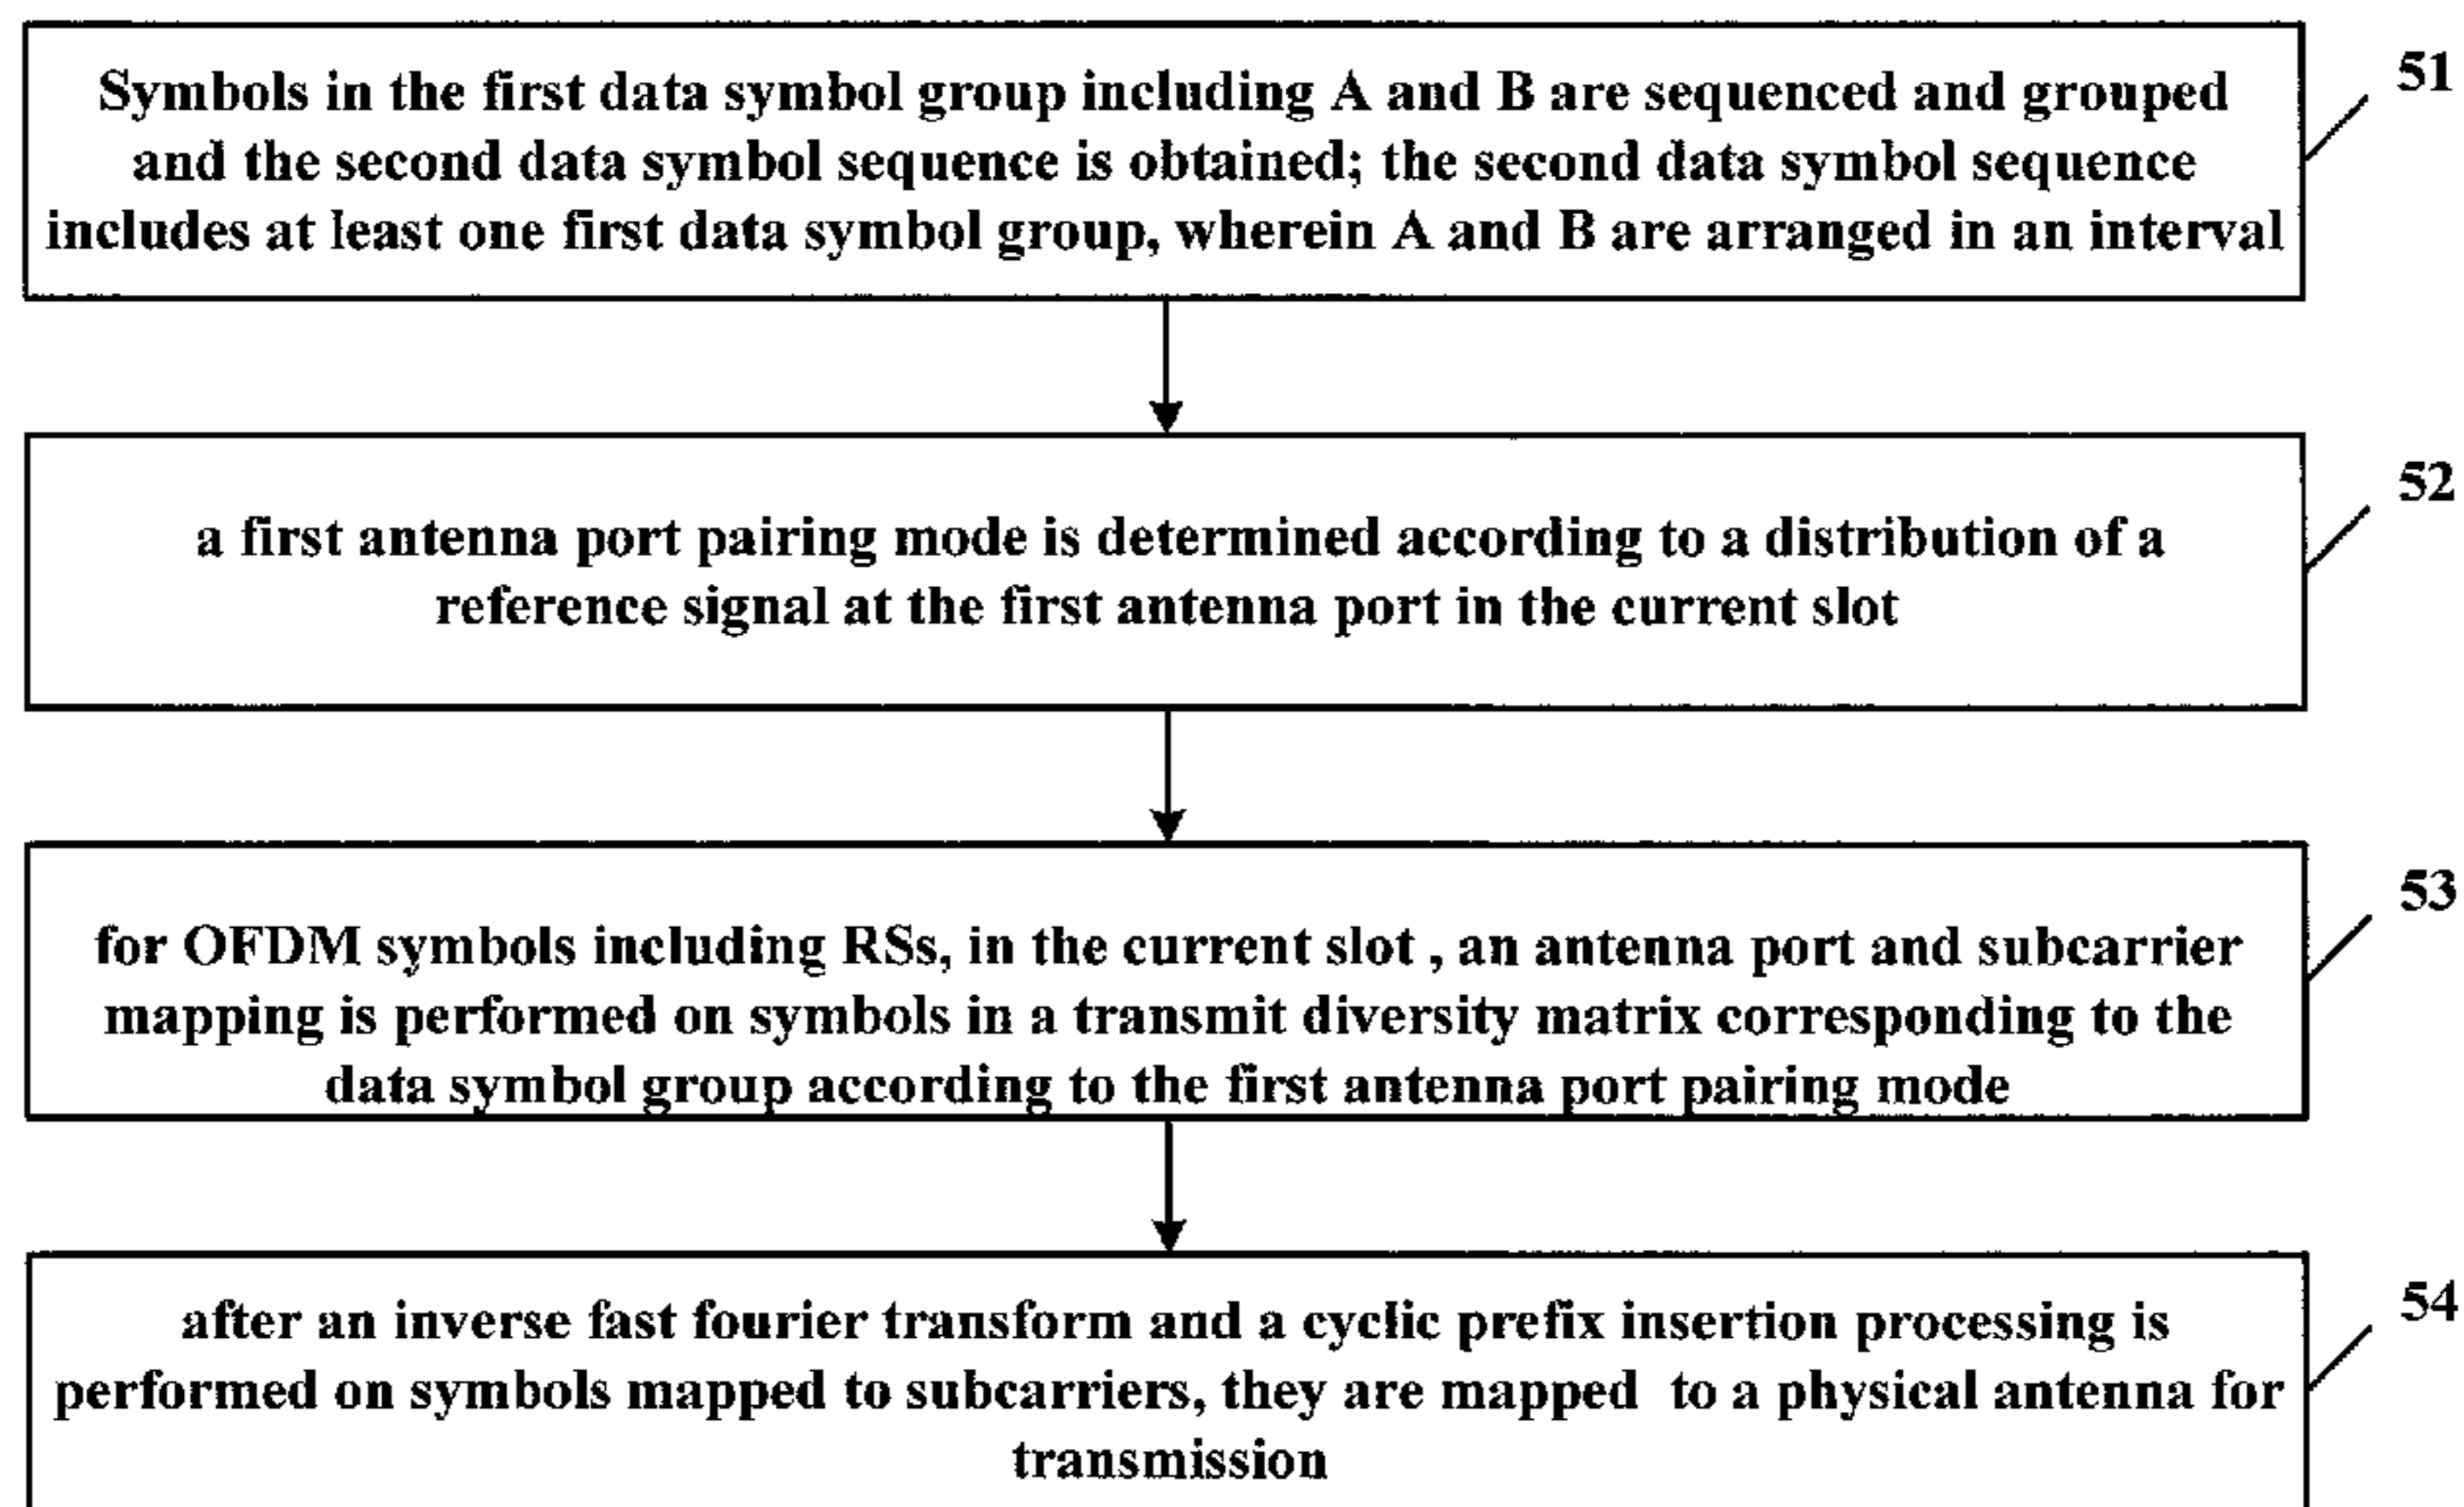 Symbols in the first data symbol group including A and B are sequenced and grouped
and the second data symbol sequence is obtained; the second data symbol sequence
includes at least one first data symbol group, wherein A and B are arranged in an interval
51
a first antenna port pairing mode is determined according to a distribution of a
reference signal at the first antenna port in the current slot
52
for OFDM symbols including RSs, in the current slot , an antenna port and subcarrier
mapping is performed on symbols in a transmit diversity matrix corresponding to the
data symbol group according to the first antenna port pairing mode
53
after an inverse fast fourier transform and a cyclic prefix insertion processing is
performed on symbols mapped to subcarriers, they are mapped to a physical antenna for
transmission
54